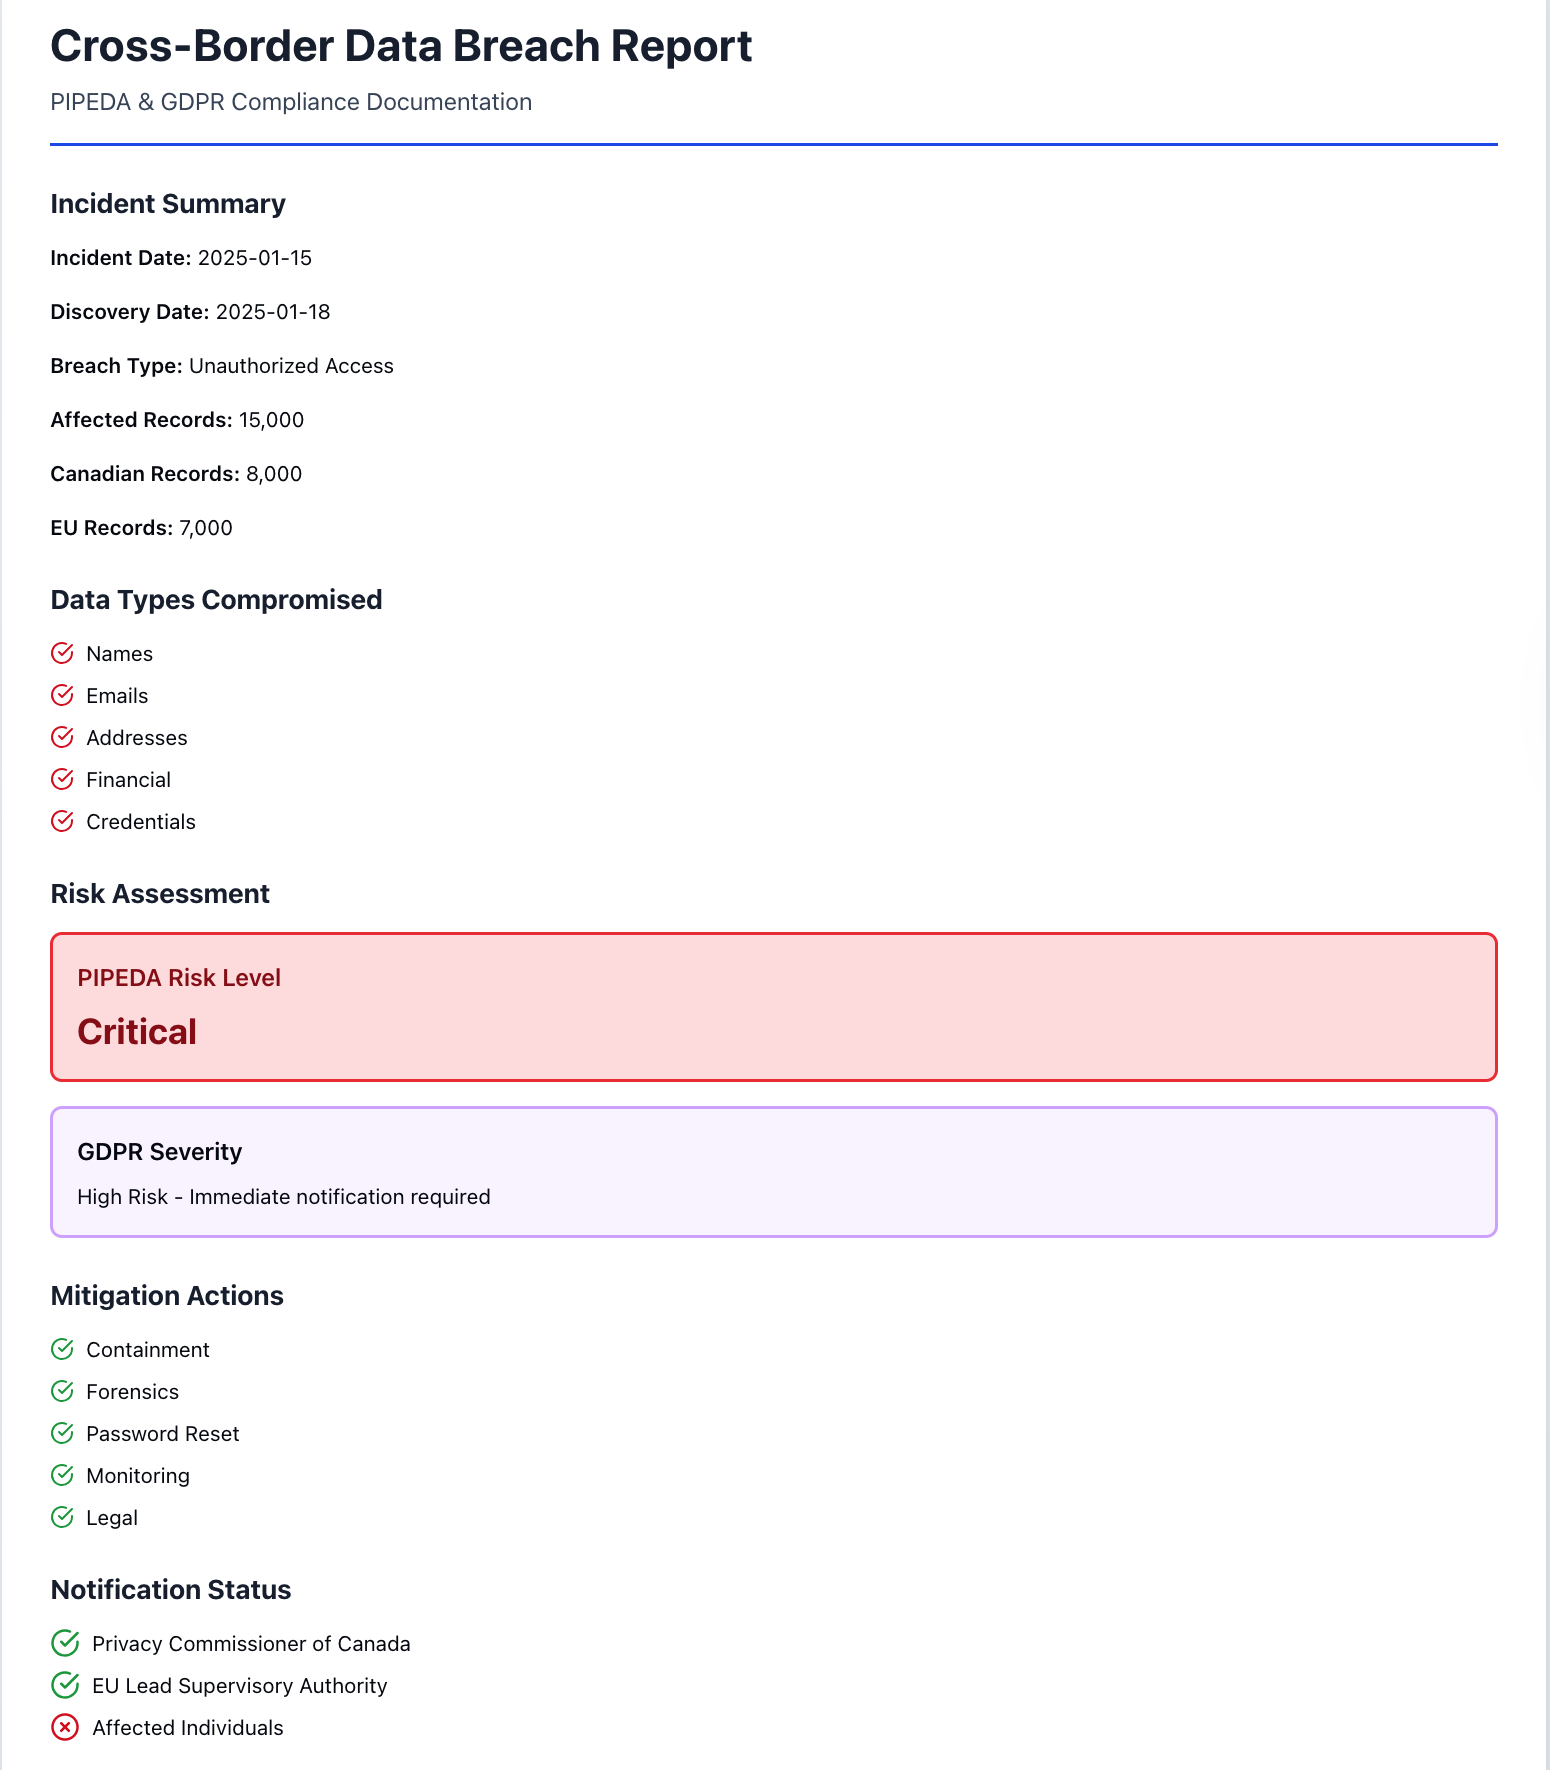 Cross-Border Data Breach Report
PIPEDA & GDPR Compliance Documentation
Incident Summary
Incident Date: 2025-01-15
Discovery Date: 2025-01-18
Breach Type: Unauthorized Access
Affected Records: 15,000
Canadian Records: 8,000
EU Records: 7,000
Data Types Compromised
Names
Emails
Addresses
Financial
Credentials
Risk Assessment
PIPEDA Risk Level
Critical
GDPR Severity
High Risk - Immediate notification required
Mitigation Actions
Containment
Forensics
Password Reset
Monitoring
Legal
Notification Status
Privacy Commissioner of Canada
EU Lead Supervisory Authority
Affected Individuals